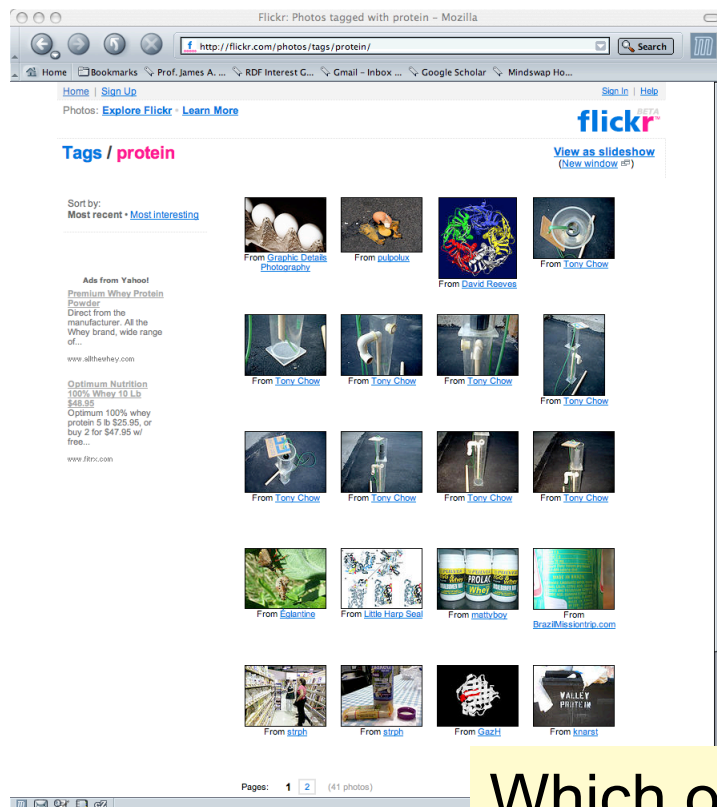 Flickr: Photos tagged with protein – Mozilla
http://flickr.com/photos/tags/protein/
Search
Home Bookmarks Prof. James A. ... RDF Interest G... Gmail – Inbox ... Google Scholar Mindswap Ho...
Home | Sign Up
Sign In | Help
Photos: Explore Flickr • Learn More
BETA
flickr™
Tags / protein
View as slideshow
(New window)
Sort by:
Most recent • Most interesting
From Graphic Details
Photography
From pulpolux
From David Reeves
From Tony Chow
Ads from Yahoo!
Premium Whey Protein
Powder
Direct from the
manufacturer. All the
Whey brand, wide range
of...
www.allthewhey.com
From Tony Chow
From Tony Chow
From Tony Chow
From Tony Chow
Optimum Nutrition
100% Whey 10 Lb
$48.95
Optimum 100% whey
protein 5 lb $25.95, or
buy 2 for $47.95 w/
free...
www.fitrx.com
From Tony Chow
From Tony Chow
From Tony Chow
From Tony Chow
PROLAC
Whey
From Églantine
From Little Harp Seal
From mattyboy
From
BrazilMissiontrip.com
VALLEY
PROTEIN
From strph
From strph
From GazH
From knarst
Pages: 1 2 (41 photos)
Which o